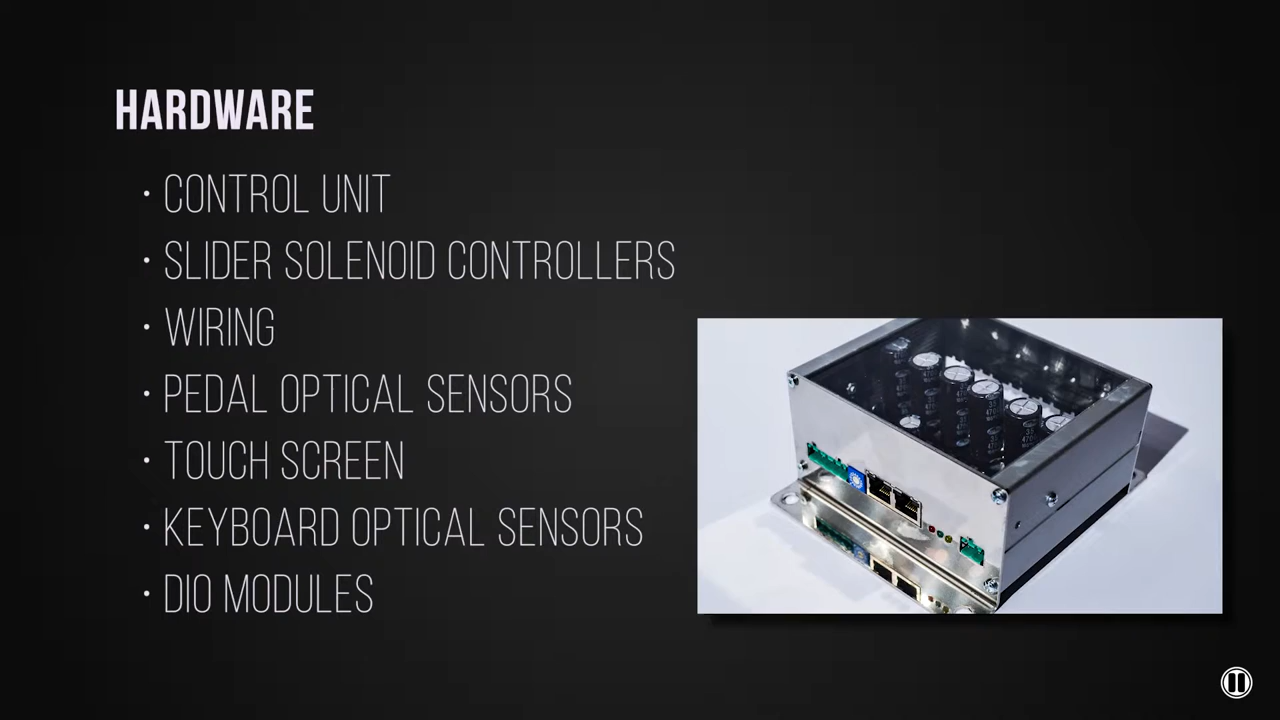 HARDWARE
· CONTROL UNIT
· SLIDER SOLENOID CONTROLLERS
· WIRING
· PEDAL OPTICAL SENSORS
· TOUCH SCREEN
· KEYBOARD OPTICAL SENSORS
· DIO MODULES